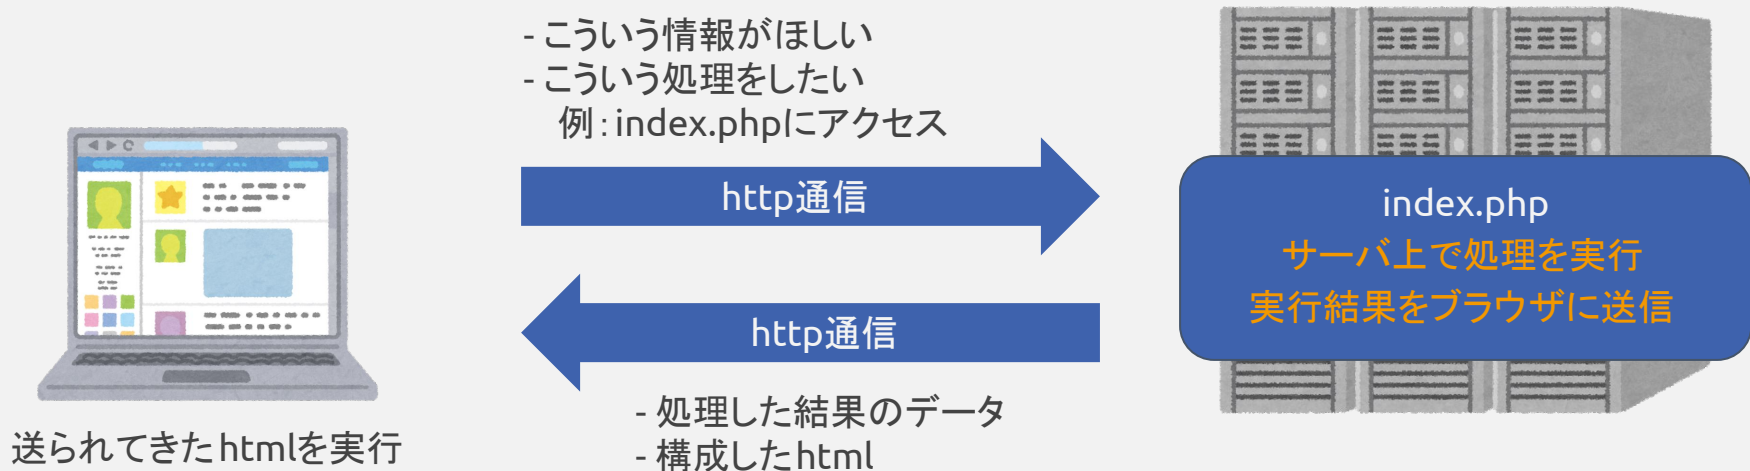 - こういう情報がほしい
- こういう処理をしたい
例：index.phpにアクセス
http通信
index.php
サーバ上で処理を実行
実行結果をブラウザに送信
http通信
- 処理した結果のデータ
- 構成したhtml
送られてきたhtmlを実行